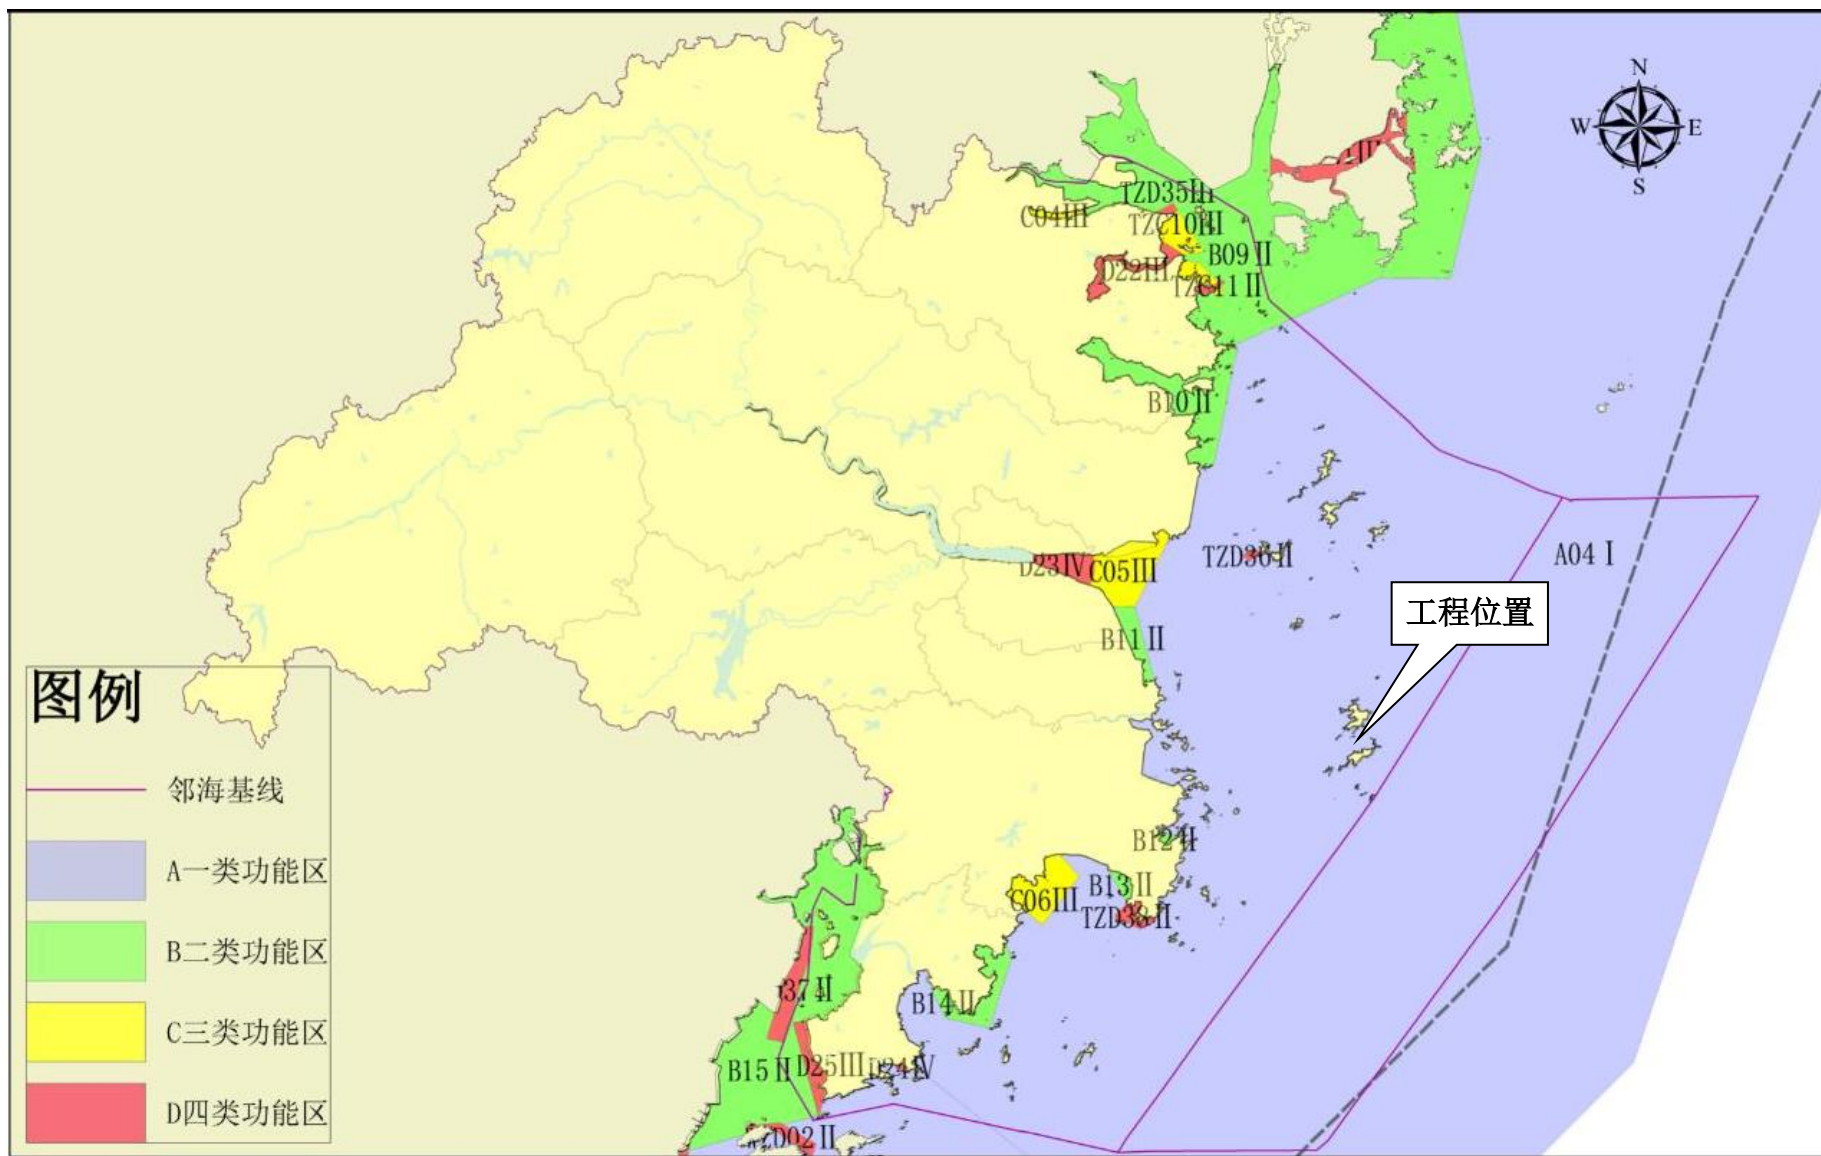 N
W
E
S
TZD35III
C04III
TZC10III
B09 II
D22III
TZC11 II
B10 II
D23IV
C05III
TZD36 II
A04 I
工程位置
B11 II
图例
邻海基线
A一类功能区
B二类功能区
C三类功能区
D四类功能区
B12 II
B13 II
C06III
TZD38 II
B14 II
B15 II
D25III
D24IV